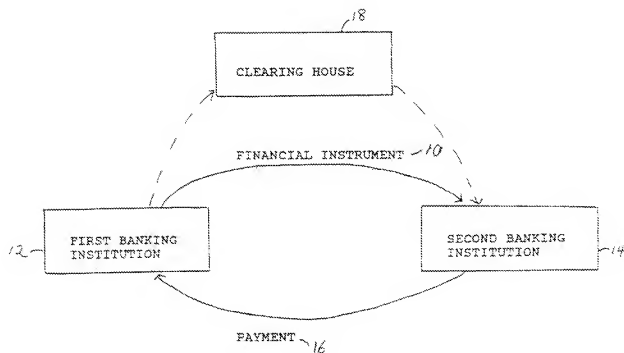 18
CLEARING HOUSE
FINANCIAL INSTRUMENT 10
12
FIRST BANKING
INSTITUTION
SECOND BANKING
INSTITUTION
14
PAYMENT 16